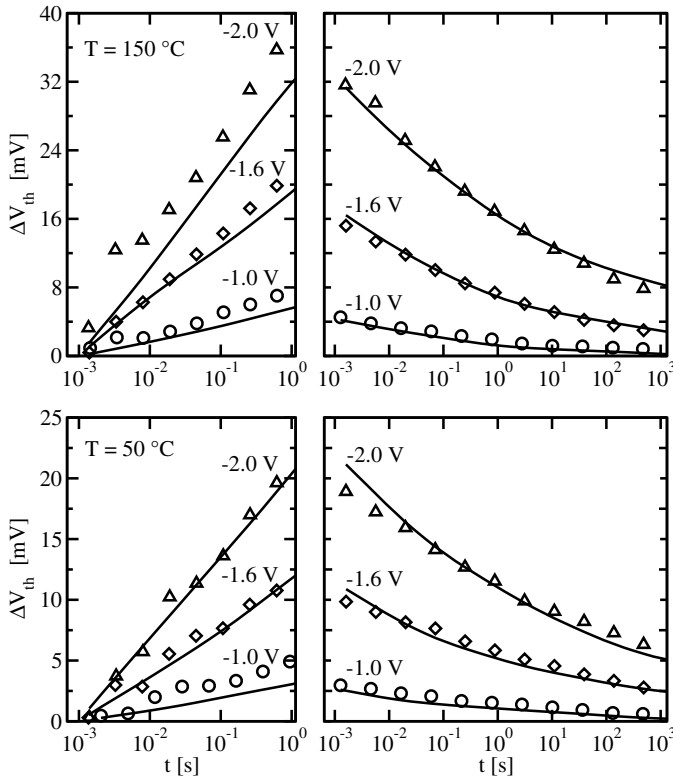 40
32
24
16
8
0
ΔV_th [mV]
T = 150 °C
-2.0 V
-1.6 V
-1.0 V
10^-3 10^-2 10^-1 10^0
-2.0 V
-1.6 V
-1.0 V
10^-3 10^-2 10^-1 10^0 10^1 10^2 10^3
25
20
15
10
5
0
ΔV_th [mV]
T = 50 °C
-2.0 V
-1.6 V
-1.0 V
10^-3 10^-2 10^-1 10^0
t [s]
-2.0 V
-1.6 V
-1.0 V
10^-3 10^-2 10^-1 10^0 10^1 10^2 10^3
t [s]